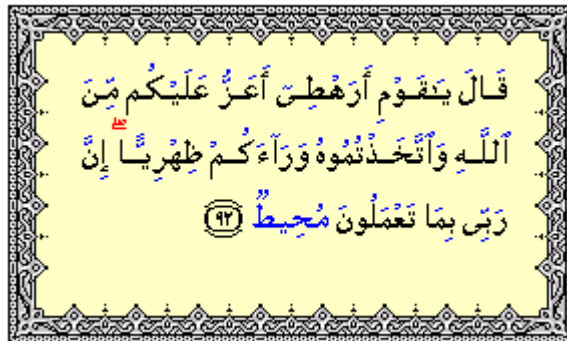 قَالَ يَـٰقَوْمِ أَرَهْطِىٓ أَعَزُّ عَلَيْكُم مِّنَ
ٱللَّهِ وَٱتَّخَذْتُمُوهُ وَرَآءَكُمْ ظِهْرِيًّا ۖ إِنَّ
رَبِّى بِمَا تَعْمَلُونَ مُحِيطٌ ٩٢